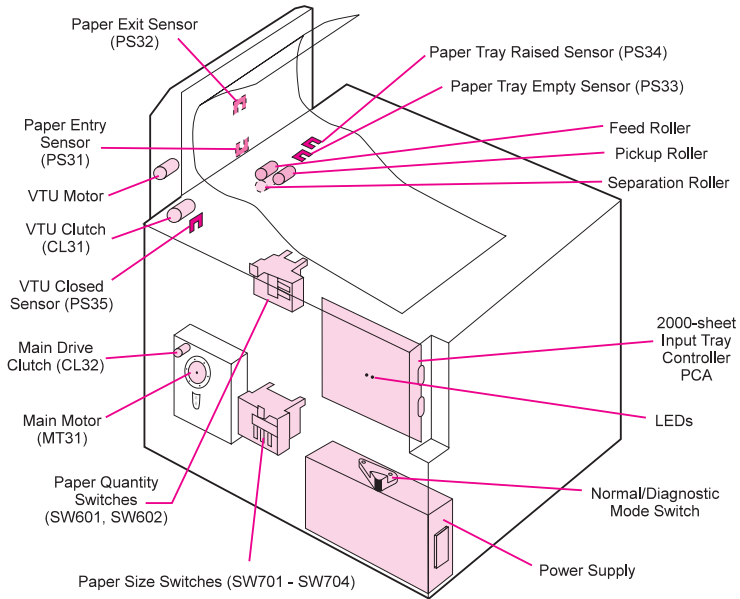 Paper Exit Sensor
(PS32)
Paper Tray Raised Sensor (PS34)
Paper Tray Empty Sensor (PS33)
Paper Entry
Sensor
(PS31)
Feed Roller
Pickup Roller
Separation Roller
VTU Motor
VTU Clutch
(CL31)
VTU Closed
Sensor (PS35)
2000-sheet
Input Tray
Controller
PCA
Main Drive
Clutch (CL32)
Main Motor
(MT31)
LEDs
Paper Quantity
Switches
(SW601, SW602)
Normal/Diagnostic
Mode Switch
Paper Size Switches (SW701 - SW704)
Power Supply